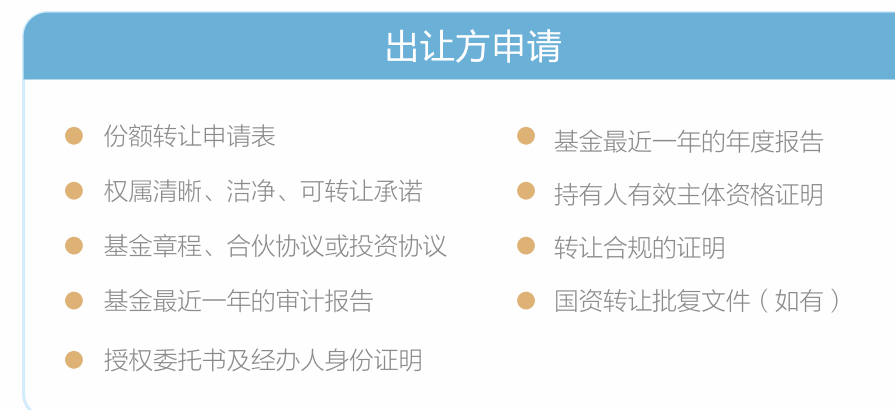 出让方申请
份额转让申请表
权属清晰、洁净、可转让承诺
基金章程、合伙协议或投资协议
基金最近一年的审计报告
授权委托书及经办人身份证明
基金最近一年的年度报告
持有人有效主体资格证明
转让合规的证明
国资转让批复文件（如有）